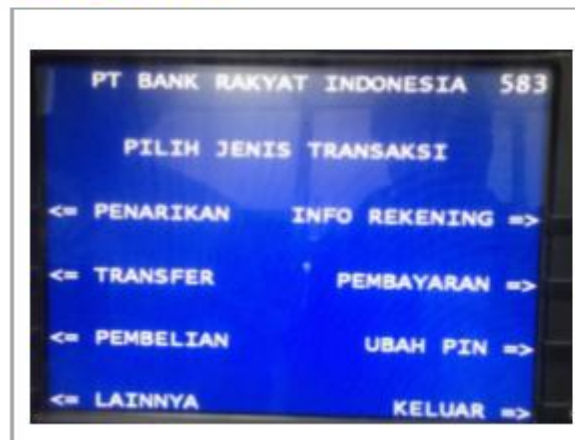 PT BANK RAKYAT INDONESIA 583
PILIH JENIS TRANSAKSI
<= PENARIKAN INFO REKENING =>
<= TRANSFER PEMBAYARAN =>
<= PEMBELIAN UBAH PIN =>
<= LAINNYA KELUAR =>